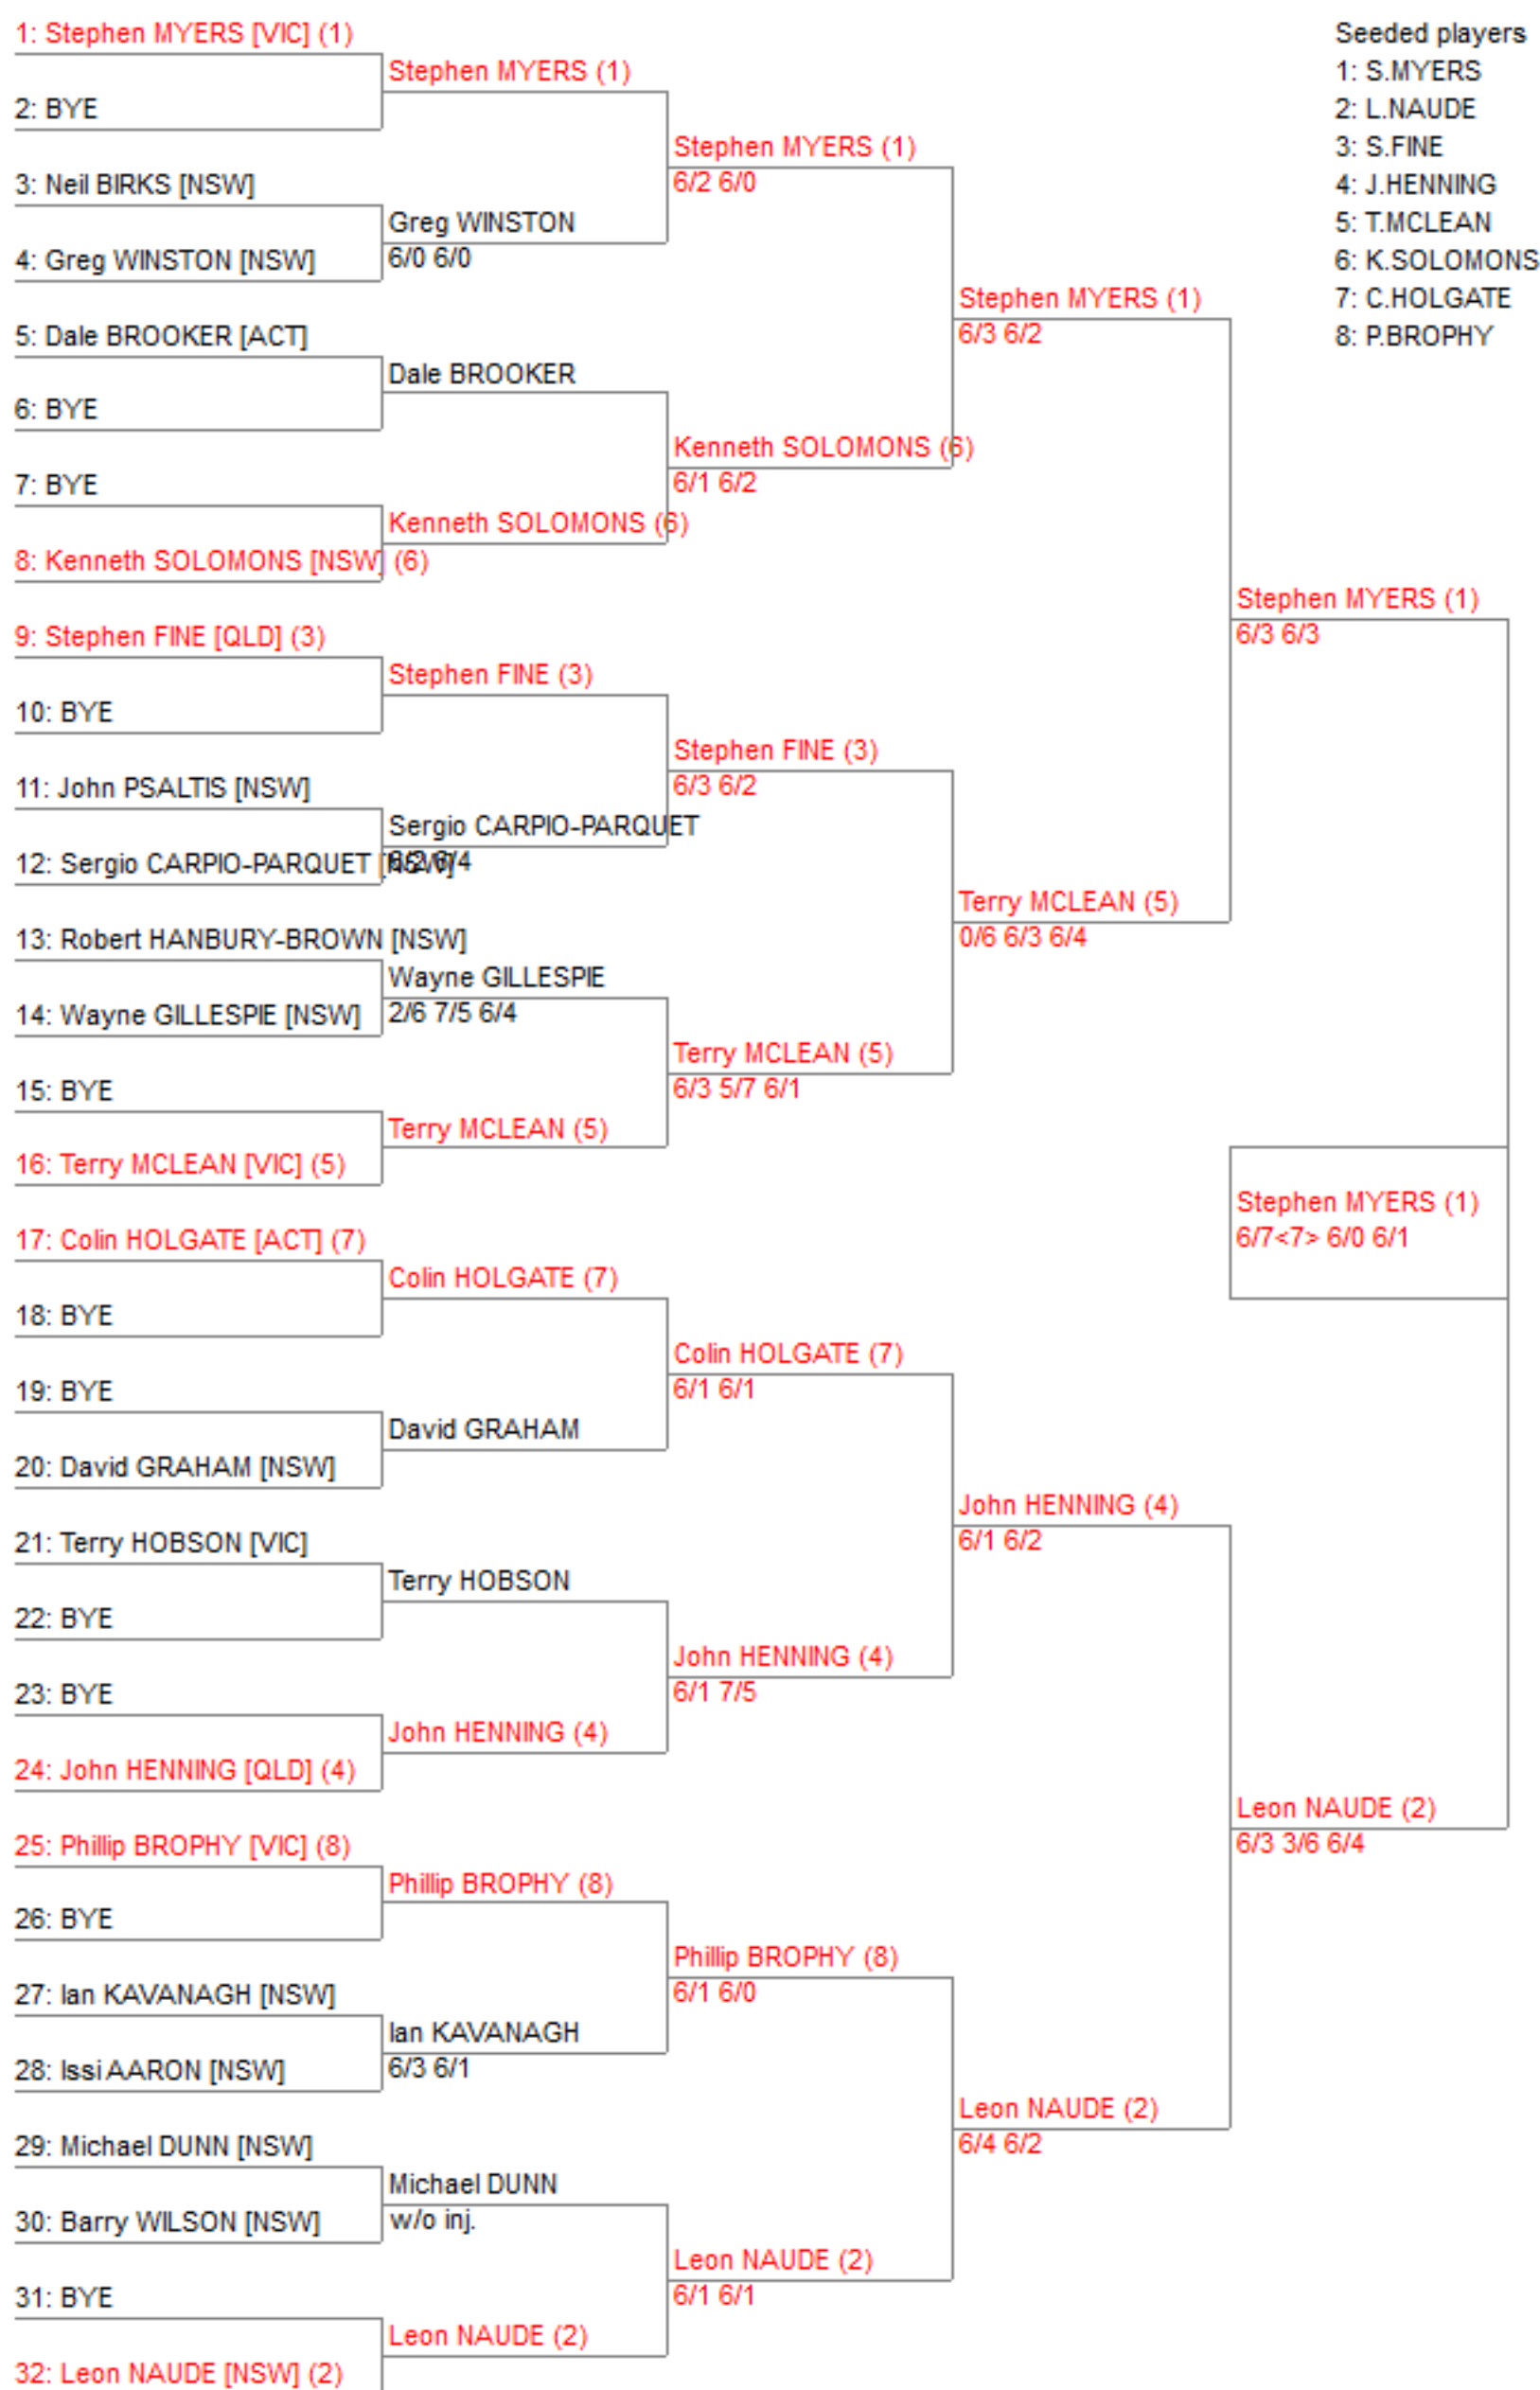 1: Stephen MYERS [VIC] (1)
2: BYE
3: Neil BIRKS [NSW]
4: Greg WINSTON [NSW]
5: Dale BROOKER [ACT]
6: BYE
7: BYE
8: Kenneth SOLOMONS [NSW] (6)
9: Stephen FINE [QLD] (3)
10: BYE
11: John PSALTIS [NSW]
12: Sergio CARPIO-PARQUET [NSW]
13: Robert HANBURY-BROWN [NSW]
14: Wayne GILLESPIE [NSW]
15: BYE
16: Terry MCLEAN [VIC] (5)
17: Colin HOLGATE [ACT] (7)
18: BYE
19: BYE
20: David GRAHAM [NSW]
21: Terry HOBSON [VIC]
22: BYE
23: BYE
24: John HENNING [QLD] (4)
25: Phillip BROPHY [VIC] (8)
26: BYE
27: Ian KAVANAGH [NSW]
28: Issi AARON [NSW]
29: Michael DUNN [NSW]
30: Barry WILSON [NSW]
31: BYE
32: Leon NAUDE [NSW] (2)
Stephen MYERS (1)
Greg WINSTON
6/0 6/0
Dale BROOKER
Kenneth SOLOMONS (6)
Stephen FINE (3)
Sergio CARPIO-PARQUET
6/2 6/4
Wayne GILLESPIE
2/6 7/5 6/4
Terry MCLEAN (5)
Colin HOLGATE (7)
David GRAHAM
Terry HOBSON
John HENNING (4)
Phillip BROPHY (8)
Ian KAVANAGH
6/3 6/1
Michael DUNN
w/o inj.
Leon NAUDE (2)
Stephen MYERS (1)
6/2 6/0
Kenneth SOLOMONS (6)
6/1 6/2
Stephen FINE (3)
6/3 6/2
Terry MCLEAN (5)
6/3 5/7 6/1
Colin HOLGATE (7)
6/1 6/1
John HENNING (4)
6/1 7/5
Phillip BROPHY (8)
6/1 6/0
Leon NAUDE (2)
6/1 6/1
Stephen MYERS (1)
6/3 6/2
Terry MCLEAN (5)
0/6 6/3 6/4
John HENNING (4)
6/1 6/2
Leon NAUDE (2)
6/4 6/2
Stephen MYERS (1)
6/3 6/3
Leon NAUDE (2)
6/3 3/6 6/4
Stephen MYERS (1)
6/7<7> 6/0 6/1
Seeded players
1: S.MYERS
2: L.NAUDE
3: S.FINE
4: J.HENNING
5: T.MCLEAN
6: K.SOLOMONS
7: C.HOLGATE
8: P.BROPHY